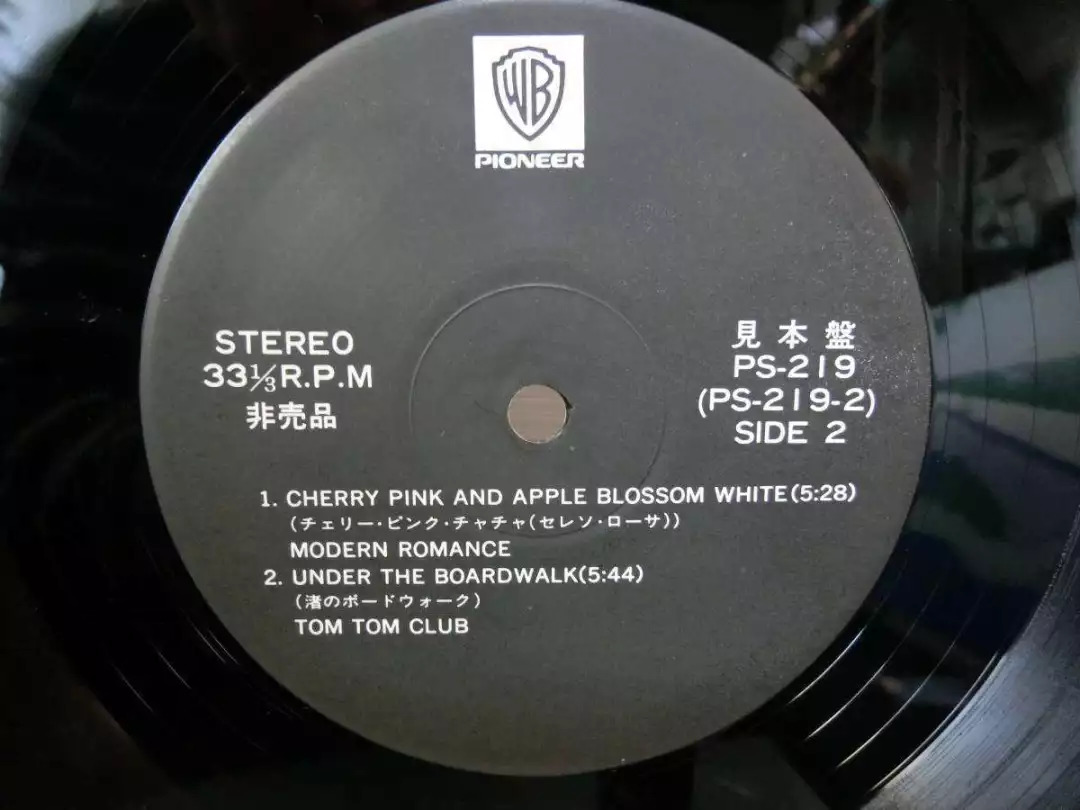 WB
PIONEER
STEREO
33⅓ R.P.M
非売品
見本盤
PS-219
(PS-219-2)
SIDE 2
1. CHERRY PINK AND APPLE BLOSSOM WHITE(5:28)
(チェリー・ピンク・チャチャ(セレソ・ローサ))
MODERN ROMANCE
2. UNDER THE BOARDWALK(5:44)
(渚のボードウォーク)
TOM TOM CLUB